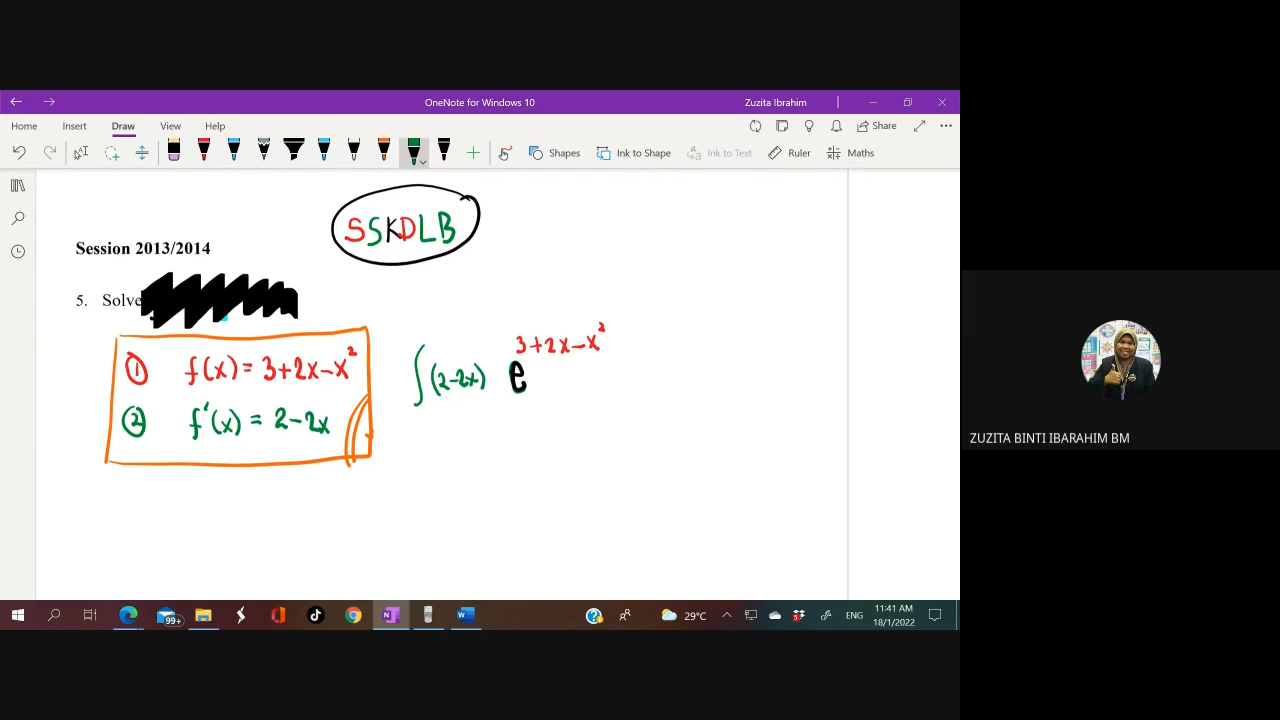 OneNote for Windows 10
Zuzita Ibrahim
Home Insert Draw View Help
Share
Shapes
Ink to Shape
Ink to Text
Ruler
Maths
SSKDLB
Session 2013/2014
5. Solve
① f(x) = 3+2x-x²
② f'(x) = 2-2x
∫(2-2x) e^{3+2x-x²}
ZUZITA BINTI IBARAHIM BM
99+
5
29°C
ENG
11:41 AM
18/1/2022